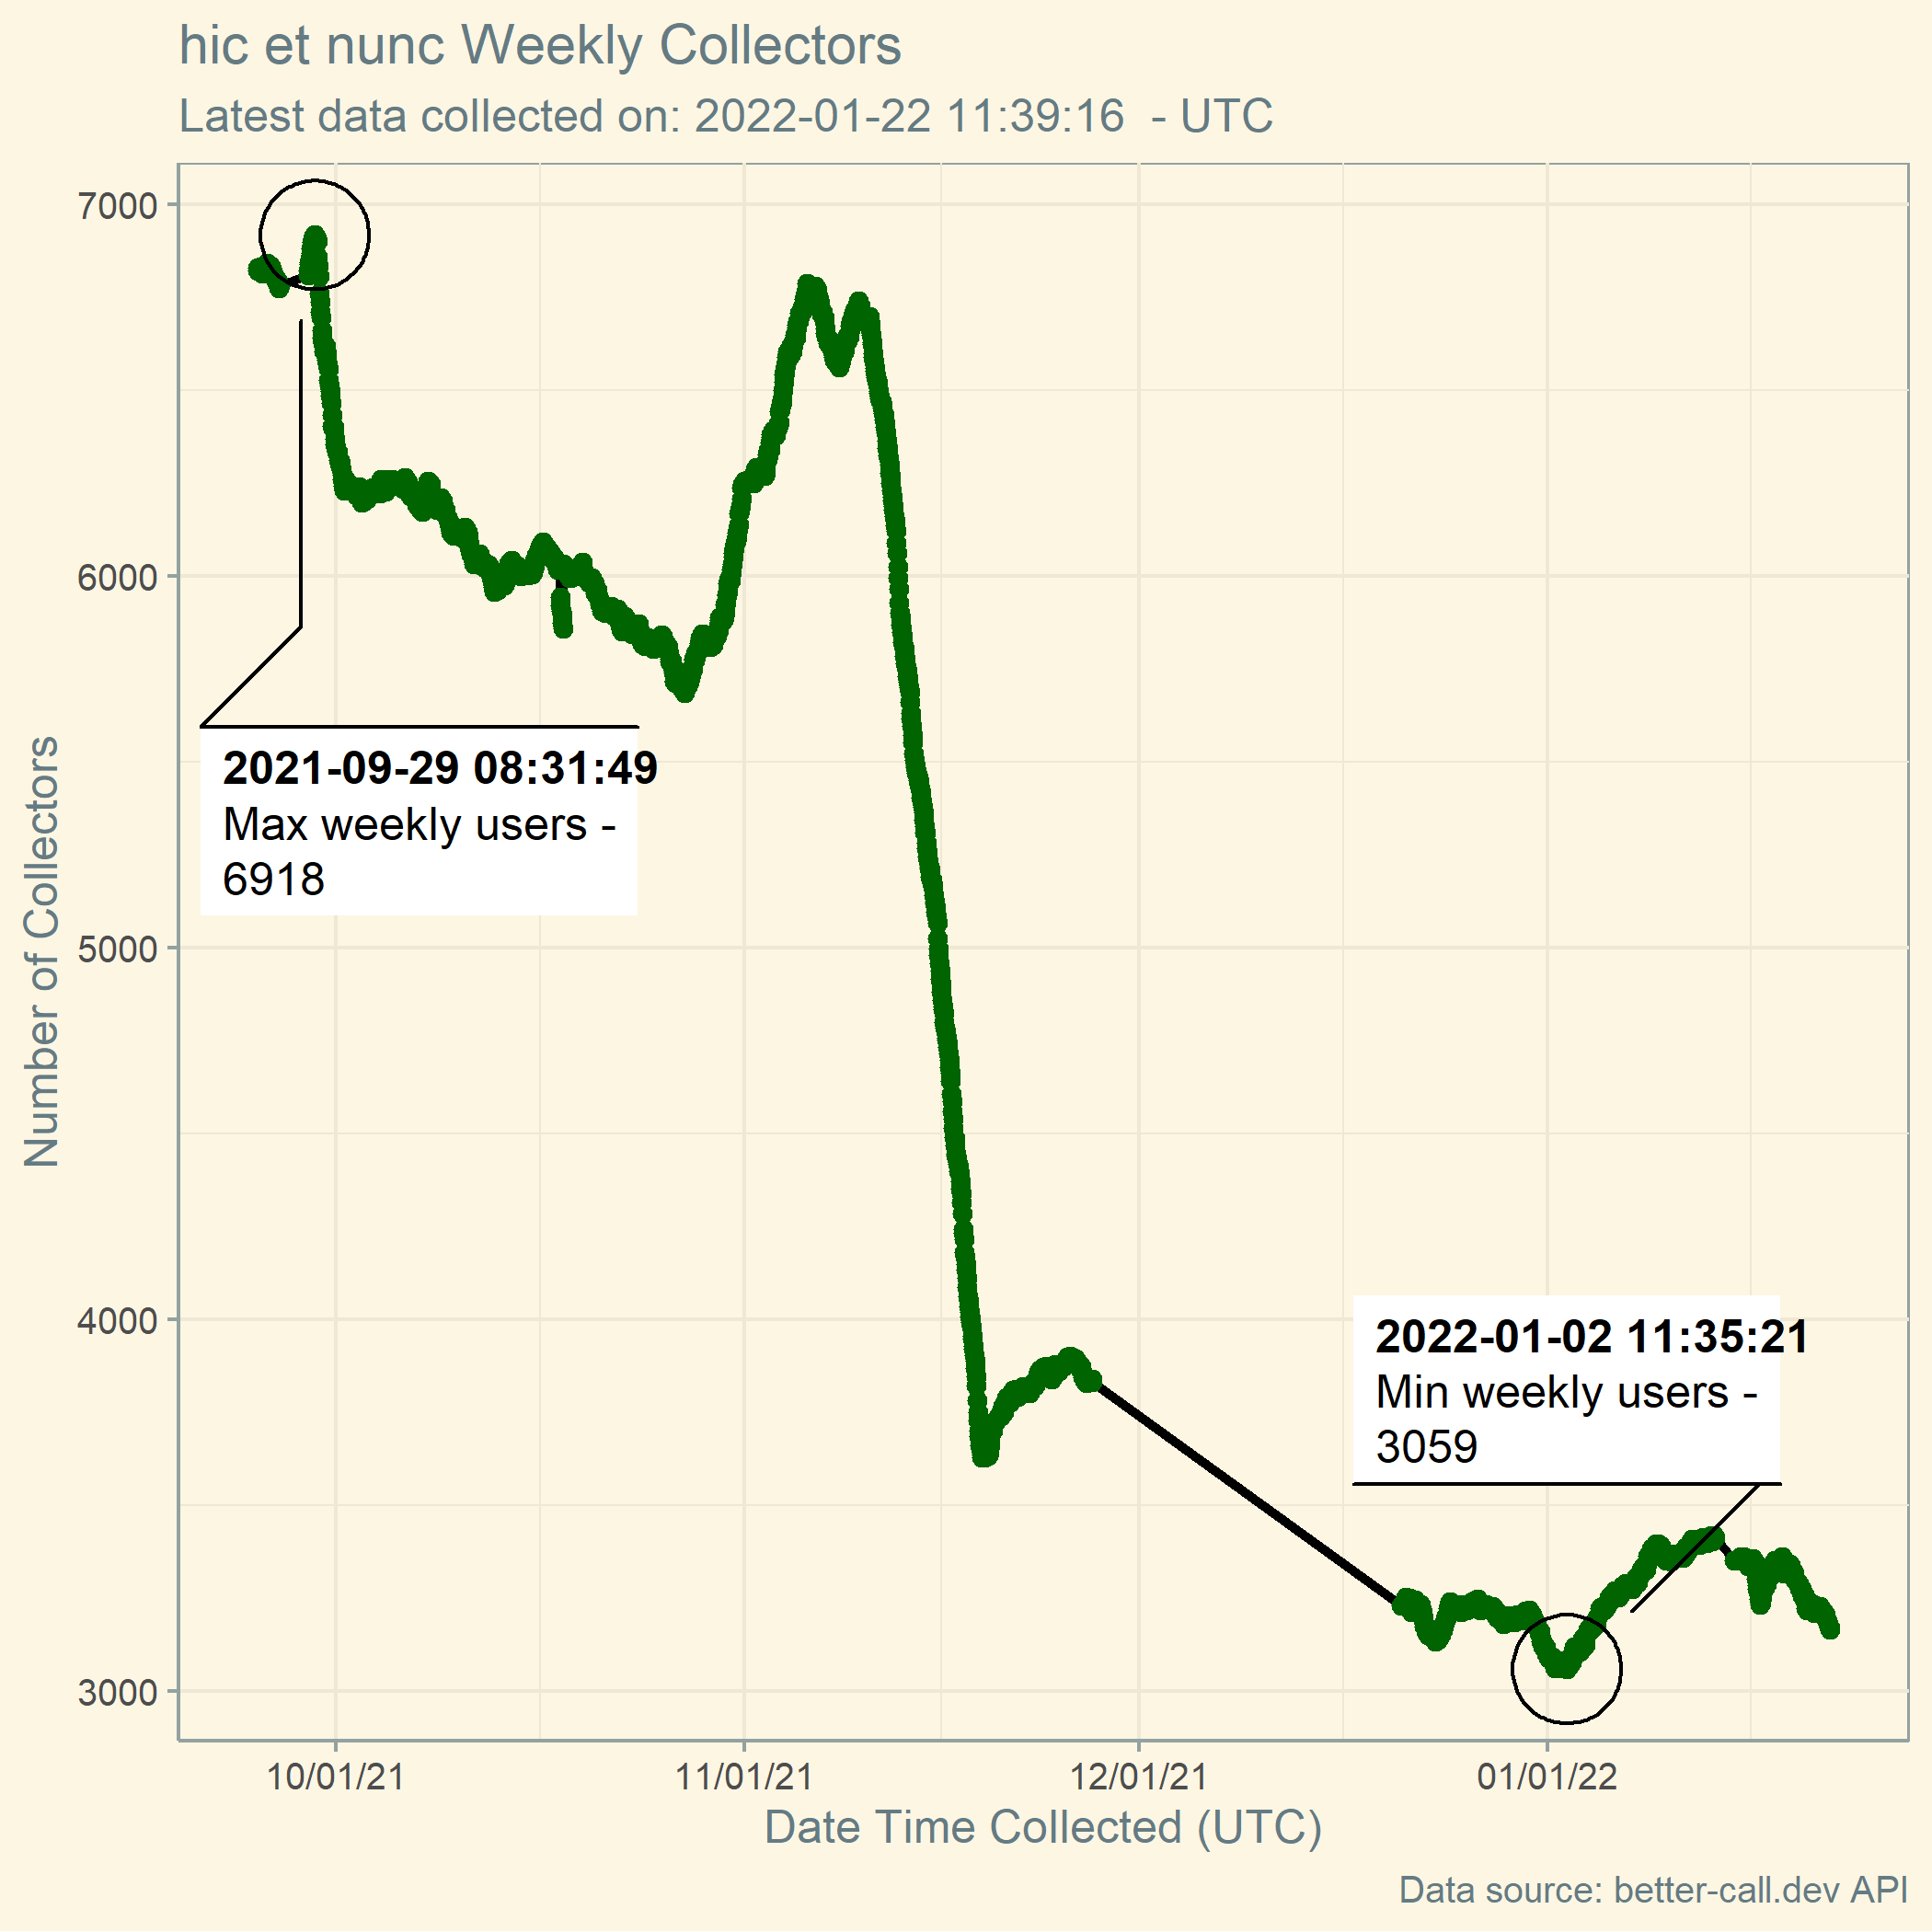 hic et nunc Weekly Collectors
Latest data collected on: 2022-01-22 11:39:16  - UTC
Number of Collectors
7000
6000
5000
4000
3000
2021-09-29 08:31:49
Max weekly users -
6918
2022-01-02 11:35:21
Min weekly users -
3059
10/01/21
11/01/21
12/01/21
01/01/22
Date Time Collected (UTC)
Data source: better-call.dev API